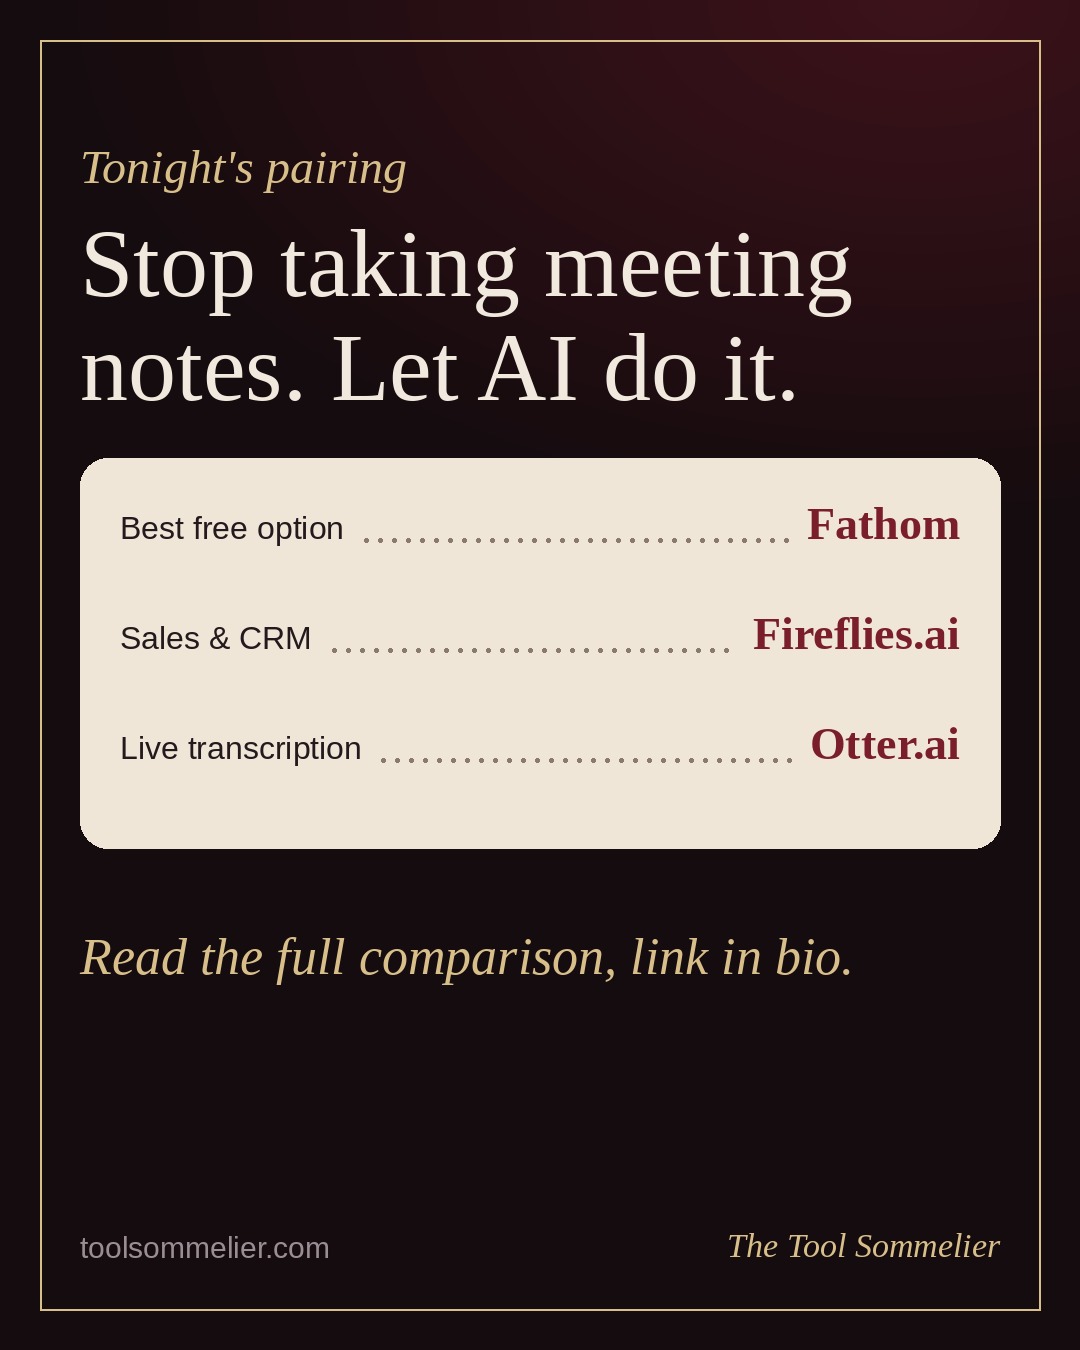 Tonight's pairing
Stop taking meeting
notes. Let AI do it.
Best free option ........................ Fathom
Sales & CRM ........................ Fireflies.ai
Live transcription ........................ Otter.ai
Read the full comparison, link in bio.
toolsommelier.com
The Tool Sommelier